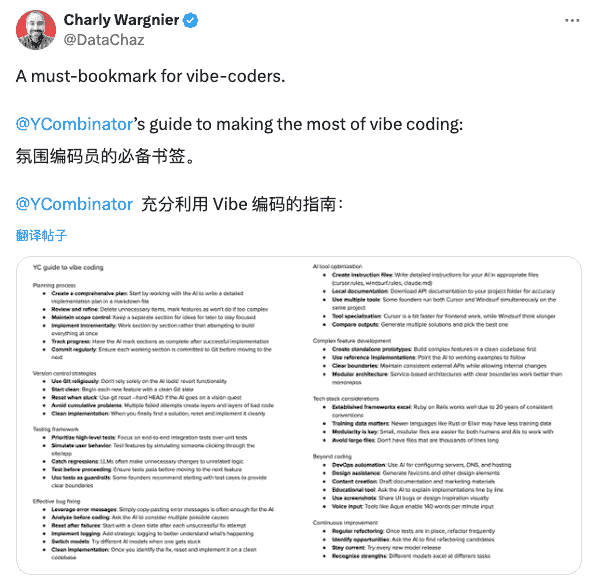 Charly Wargnier
@DataChaz
A must-bookmark for vibe-coders.
@YCombinator's guide to making the most of vibe coding:
氛围编码员的必备书签。
@YCombinator 充分利用 Vibe 编码的指南：
翻译帖子
YC guide to vibe coding
Planning process
Create a comprehensive plan: Start by working with the AI to write a detailed
implementation plan in a markdown file
Review and refine: Delete unnecessary items, mark features as won't do if too complex
Maintain scope control: Keep a separate section for ideas for later to stay focused
Implement incrementally: Work section by section rather than attempting to build
everything at once
Track progress: Have the AI mark sections as complete after successful implementation
Commit regularly: Ensure each working section is committed to Git before moving to the
next
Version control strategies
Use Git religiously: Don't rely solely on the AI tools' revert functionality
Start clean: Begin each new feature with a clean Git slate
Reset when stuck: Use git reset --hard HEAD if the AI goes on a vision quest
Avoid cumulative problems: Multiple failed attempts create layers and layers of bad code
Clean implementation: When you finally find a solution, reset and implement it cleanly
Testing framework
Prioritize high-level tests: Focus on end-to-end integration tests over unit tests
Simulate user behavior: Test features by simulating someone clicking through the
site/app
Catch regressions: LLMs often make unnecessary changes to unrelated logic
Test before proceeding: Ensure tests pass before moving to the next feature
Use tests as guardrails: Some founders recommend starting with test cases to provide
clear boundaries
Effective bug fixing
Leverage error messages: Simply copy-pasting error messages is often enough for the AI
Analyze before coding: Ask the AI to consider multiple possible causes
Reset after failures: Start with a clean slate after each unsuccessful fix attempt
Implement logging: Add strategic logging to better understand what's happening
Switch models: Try different AI models when one gets stuck
Clean implementation: Once you identify the fix, reset and implement it on a clean
codebase
AI tool optimization
Create instruction files: Write detailed instructions for your AI in appropriate files
(cursor.rules, windsurf.rules, claude.md)
Local documentation: Download API documentation to your project folder for accuracy
Use multiple tools: Some founders run both Cursor and Windsurf simultaneously on the
same project
Tool specialization: Cursor is a bit faster for frontend work, while Windsurf think slonger
Compare outputs: Generate multiple solutions and pick the best one
Complex feature development
Create standalone prototypes: Build complex features in a clean codebase first
Use reference implementations: Point the AI to working examples to follow
Clear boundaries: Maintain consistent external APIs while allowing internal changes
Modular architecture: Service-based architectures with clear boundaries work better than
monorepos
Tech stack considerations
Established frameworks excel: Ruby on Rails works well due to 20 years of consistent
conventions
Training data matters: Newer languages like Rust or Elixir may have less training data
Modularity is key: Small, modular files are easier for both humans and AIs to work with
Avoid large files: Don't have files that are thousands of lines long
Beyond coding
DevOps automation: Use AI for configuring servers, DNS, and hosting
Design assistance: Generate favicons and other design elements
Content creation: Draft documentation and marketing materials
Educational tool: Ask the AI to explain implementations line by line
Use screenshots: Share UI bugs or design inspiration visually
Voice input: Tools like Aqua enable 140 words per minute input
Continuous improvement
Regular refactoring: Once tests are in place, refactor frequently
Identify opportunities: Ask the AI to find refactoring candidates
Stay current: Try every new model release
Recognize strengths: Different models excel at different tasks